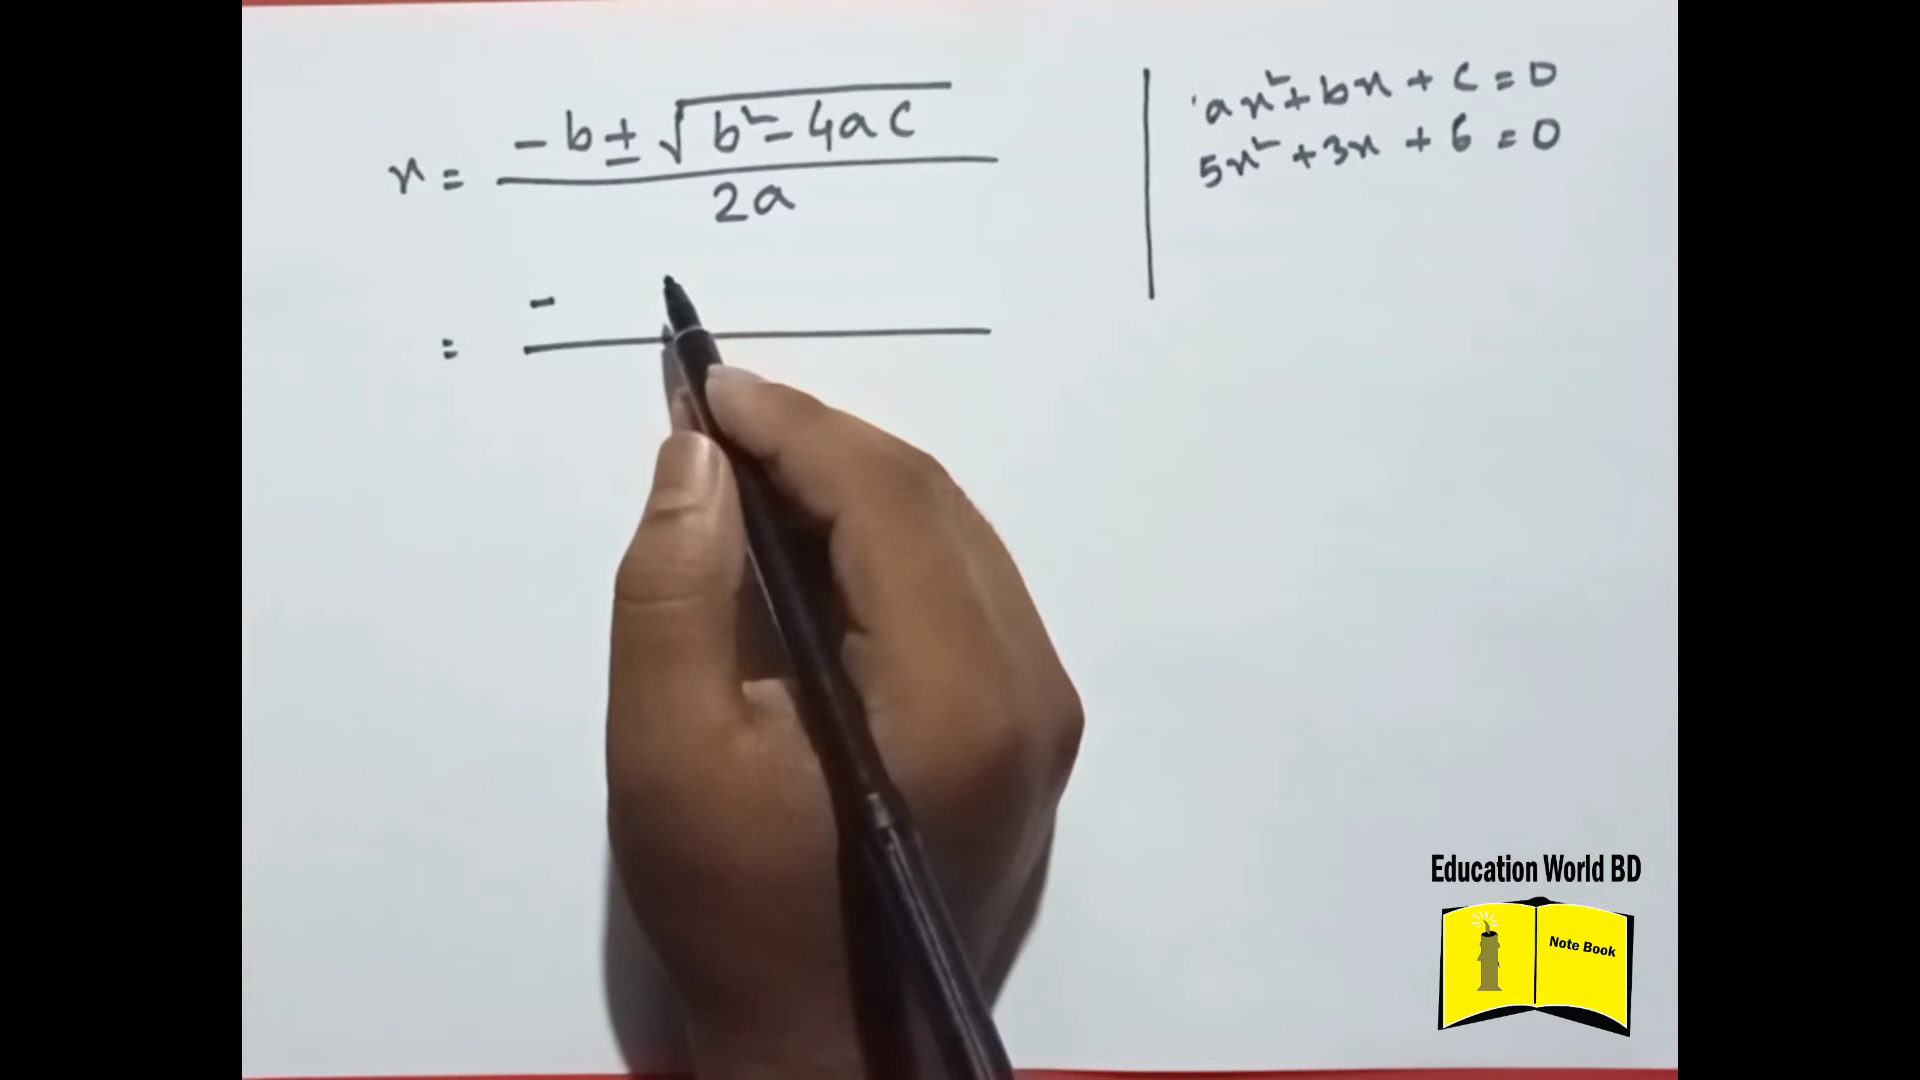 x = -b ± √b² - 4ac
2a
= -
ax² + bx + c = 0
5x² + 3x + 6 = 0
Education World BD
Note Book